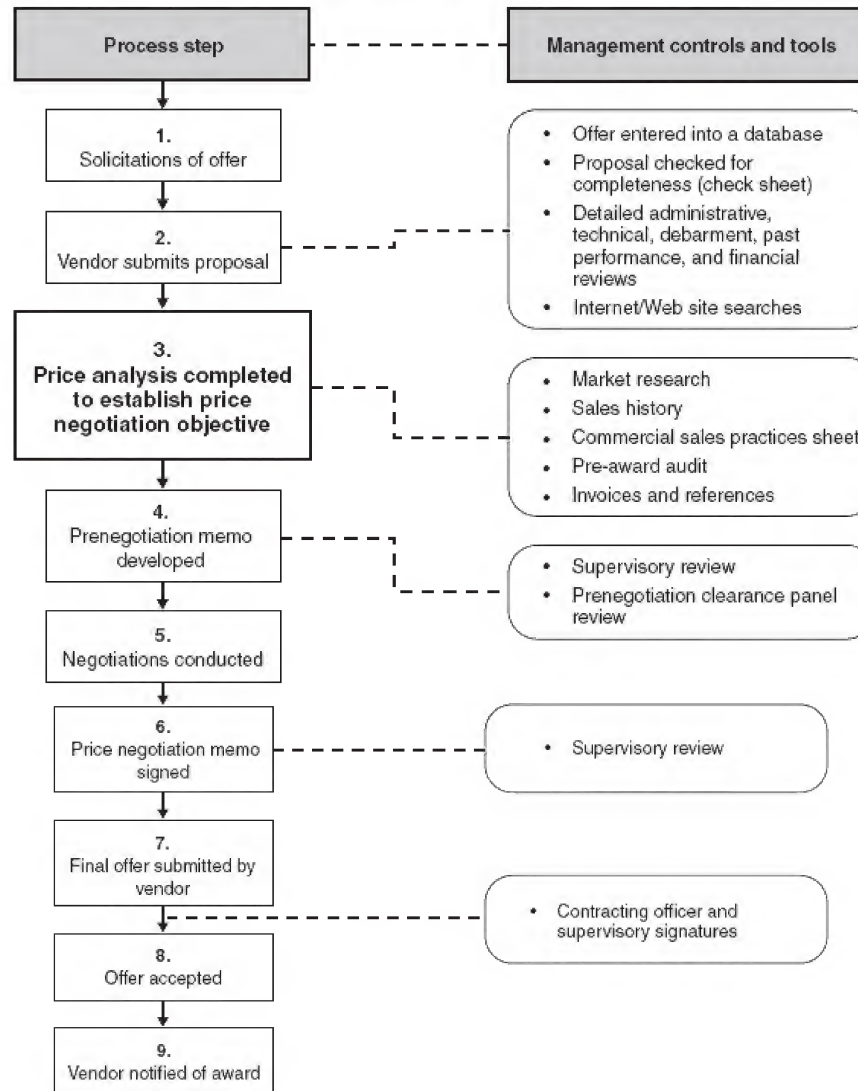 Process step
Management controls and tools
1.
Solicitations of offer
2.
Vendor submits proposal
• Offer entered into a database
• Proposal checked for
completeness (check sheet)
• Detailed administrative,
technical, debarment, past
performance, and financial
reviews
• Internet/Web site searches
3.
Price analysis completed
to establish price
negotiation objective
• Market research
• Sales history
• Commercial sales practices sheet
• Pre-award audit
• Invoices and references
4.
Prenegotiation memo
developed
• Supervisory review
• Prenegotiation clearance panel
review
5.
Negotiations conducted
6.
Price negotiation memo
signed
• Supervisory review
7.
Final offer submitted by
vendor
• Contracting officer and
supervisory signatures
8.
Offer accepted
9.
Vendor notified of award